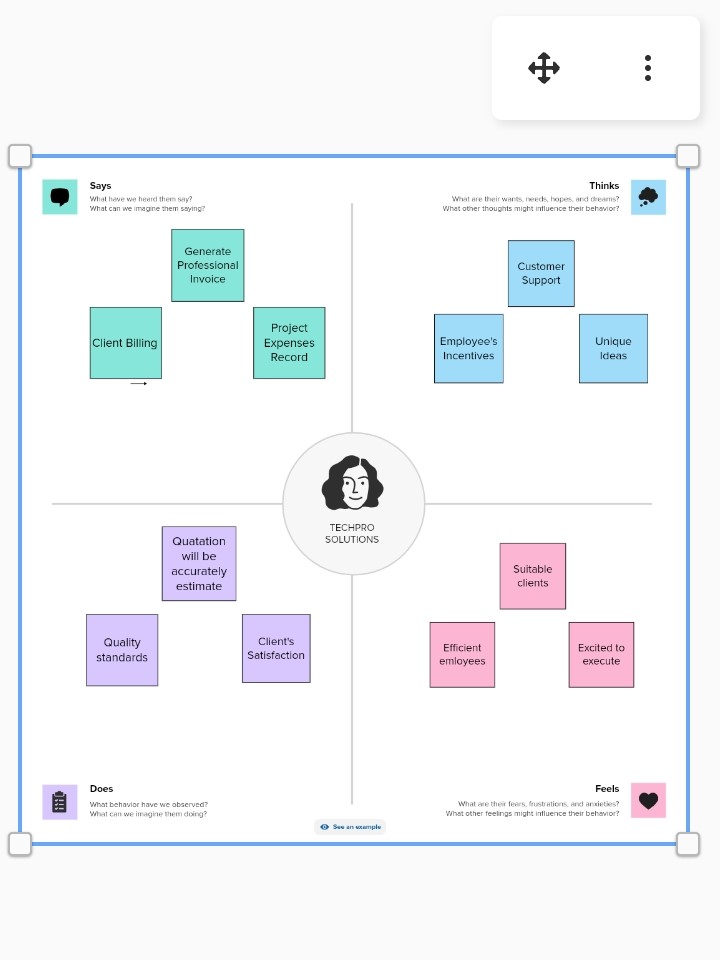 Says
What have we heard them say?
What can we imagine them saying?
Thinks
What are their wants, needs, hopes, and dreams?
What other thoughts might influence their behavior?
Generate
Professional
Invoice
Client Billing
Project
Expenses
Record
Customer
Support
Employee's
Incentives
Unique
Ideas
TECHPRO
SOLUTIONS
Quatation
will be
accurately
estimate
Quality
standards
Client's
Satisfaction
Suitable
clients
Efficient
emloyees
Excited to
execute
Does
What behavior have we observed?
What can we imagine them doing?
Feels
What are their fears, frustrations, and anxieties?
What other feelings might influence their behavior?
See an example